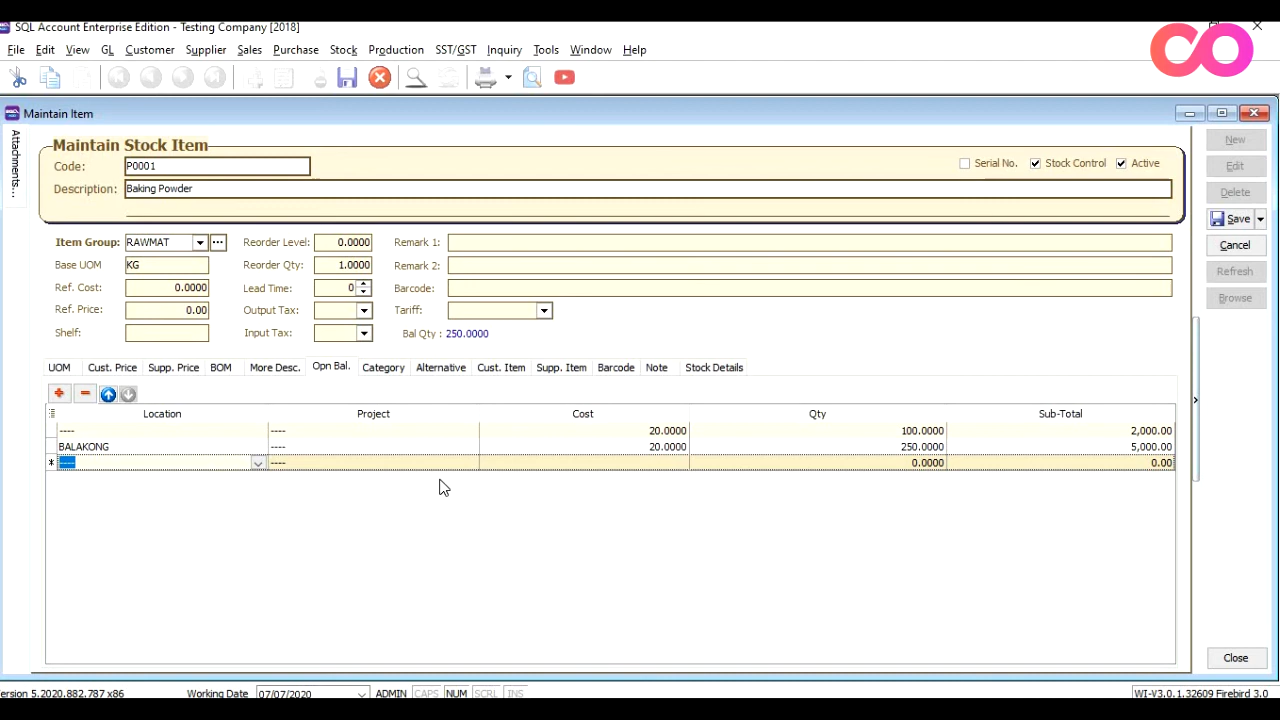 SQL Account Enterprise Edition - Testing Company [2018]
File Edit View GL Customer Supplier Sales Purchase Stock Production SST/GST Inquiry Tools Window Help
Maintain Item
Attachments...
Maintain Stock Item
Code: P0001
Serial No. Stock Control Active
Description: Baking Powder
Item Group: RAWMAT Reorder Level: 0.0000 Remark 1:
Base UOM KG Reorder Qty: 1.0000 Remark 2:
Ref. Cost: 0.0000 Lead Time: 0 Barcode:
Ref. Price: 0.00 Output Tax: Tariff:
Shelf: Input Tax: Bal Qty : 250.0000
New
Edit
Delete
Save
Cancel
Refresh
Browse
UOM Cust. Price Supp. Price BOM More Desc. Opn Bal. Category Alternative Cust. Item Supp. Item Barcode Note Stock Details
Location Project Cost Qty Sub-Total
---- ---- 20.0000 100.0000 2,000.00
BALAKONG ---- 20.0000 250.0000 5,000.00
---- ---- 0.0000 0.00
Close
ersion 5.2020.882.787 x86 Working Date 07/07/2020 ADMIN CAPS NUM SCRL INS WI-V3.0.1.32609 Firebird 3.0